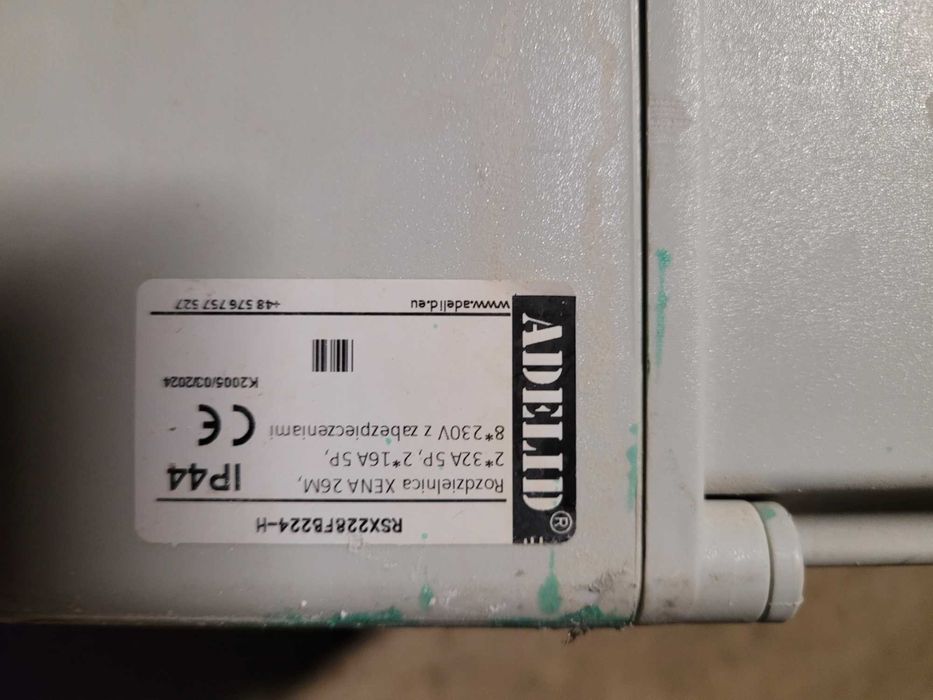 ADELID®
RSX228FB224-H
Rozdzielnica XENA 26M,
2*32A 5P, 2*16A 5P,
8*230V z zabezpieczeniami
IP44
CE
K2005/03/2024
www.adelid.eu
+48 576 757 527